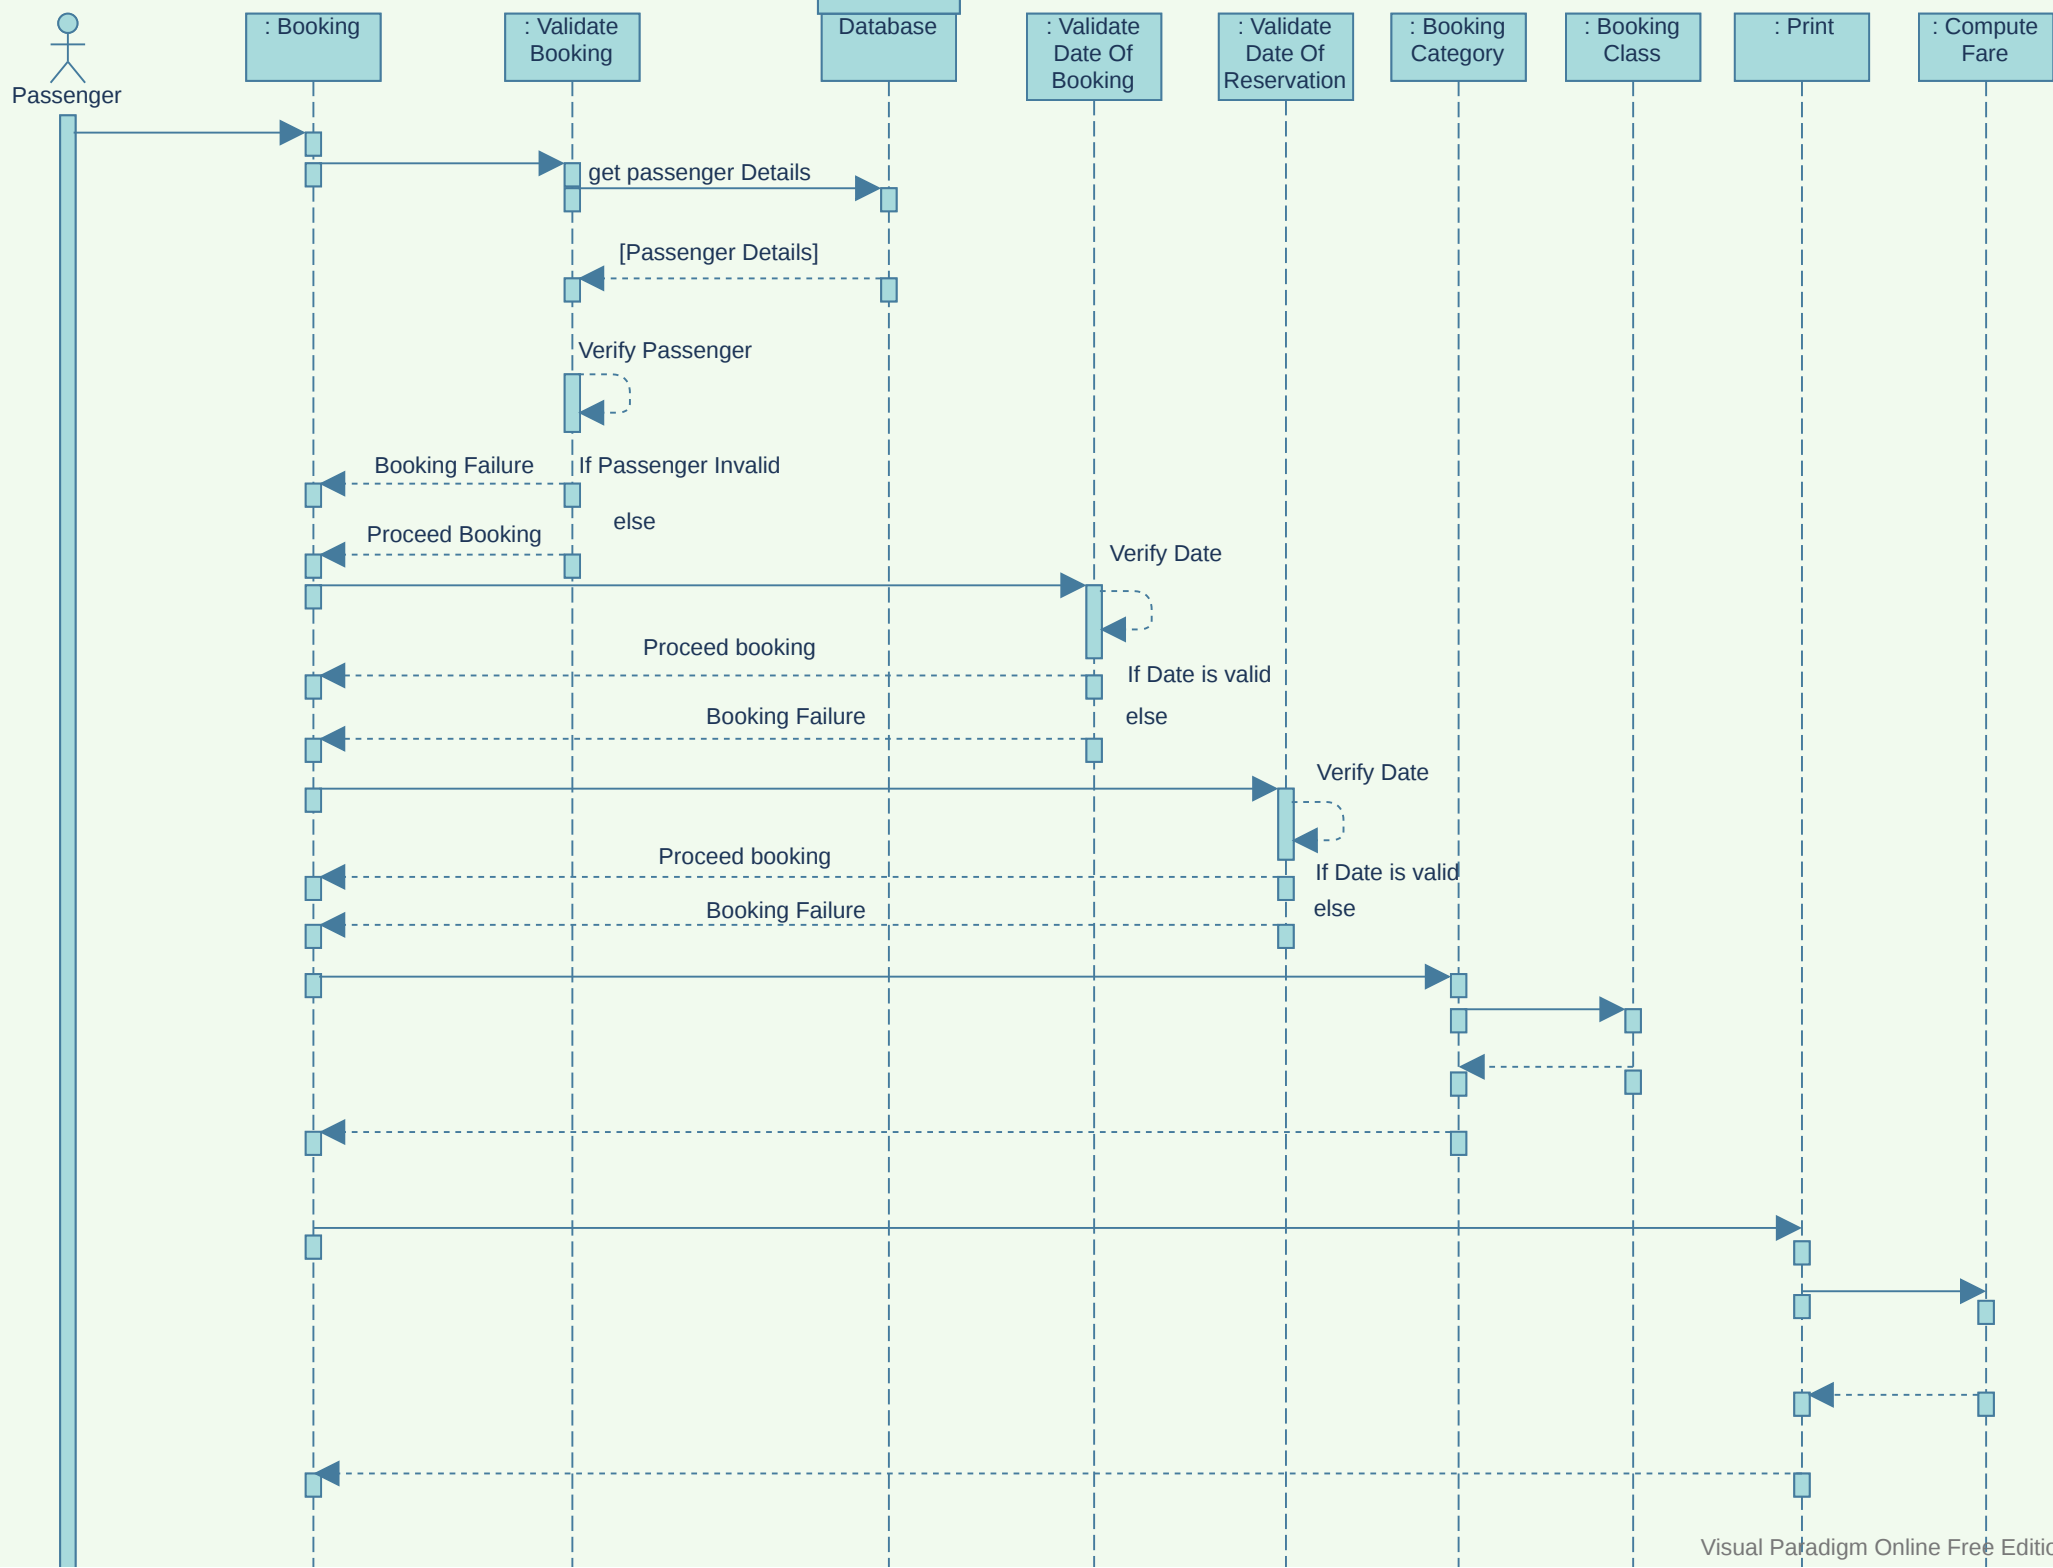 Passenger
: Booking
: Validate
Booking
Database
: Validate
Date Of
Booking
: Validate
Date Of
Reservation
: Booking
Category
: Booking
Class
: Print
: Compute
Fare
get passenger Details
[Passenger Details]
Verify Passenger
Booking Failure
If Passenger Invalid
else
Proceed Booking
Verify Date
Proceed booking
If Date is valid
Booking Failure
else
Verify Date
Proceed booking
If Date is valid
Booking Failure
else
Visual Paradigm Online Free Editio